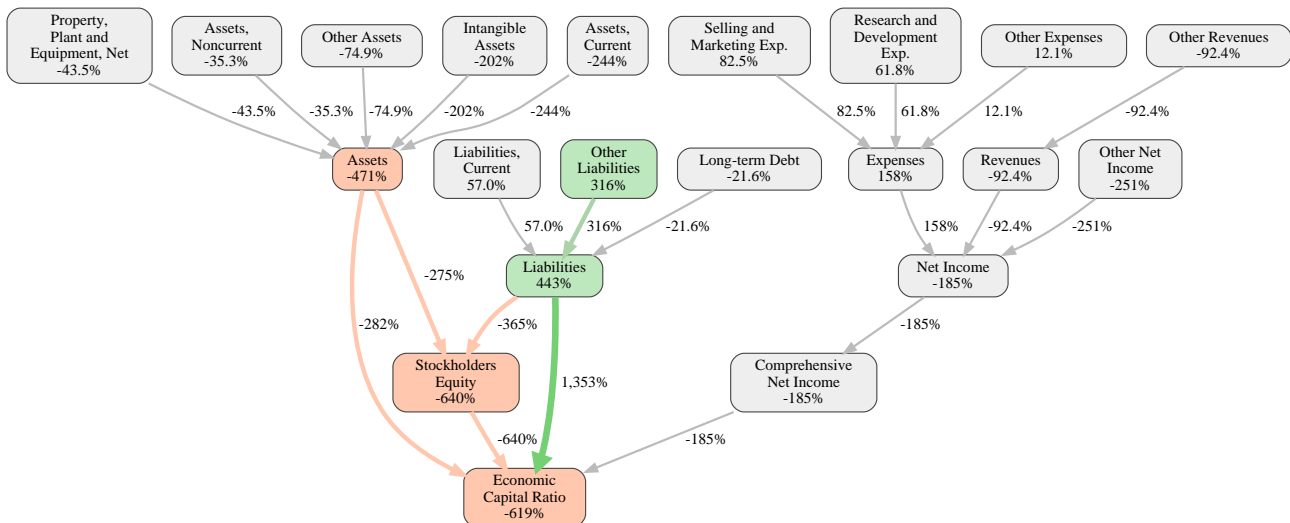 Property,
Plant and
Equipment, Net
-43.5%
Assets,
Noncurrent
-35.3%
Other Assets
-74.9%
Intangible
Assets
-202%
Assets,
Current
-244%
Selling and
Marketing Exp.
82.5%
Research and
Development
Exp.
61.8%
Other Expenses
12.1%
Other Revenues
-92.4%
-43.5%
-35.3%
-74.9%
-202%
-244%
82.5%
61.8%
12.1%
-92.4%
Assets
-471%
Liabilities,
Current
57.0%
Other
Liabilities
316%
Long-term Debt
-21.6%
Expenses
158%
Revenues
-92.4%
Other Net
Income
-251%
57.0%
316%
-21.6%
158%
-92.4%
-251%
Liabilities
443%
Net Income
-185%
-275%
-282%
-365%
1,353%
-185%
Stockholders
Equity
-640%
Comprehensive
Net Income
-185%
-640%
-185%
Economic
Capital Ratio
-619%